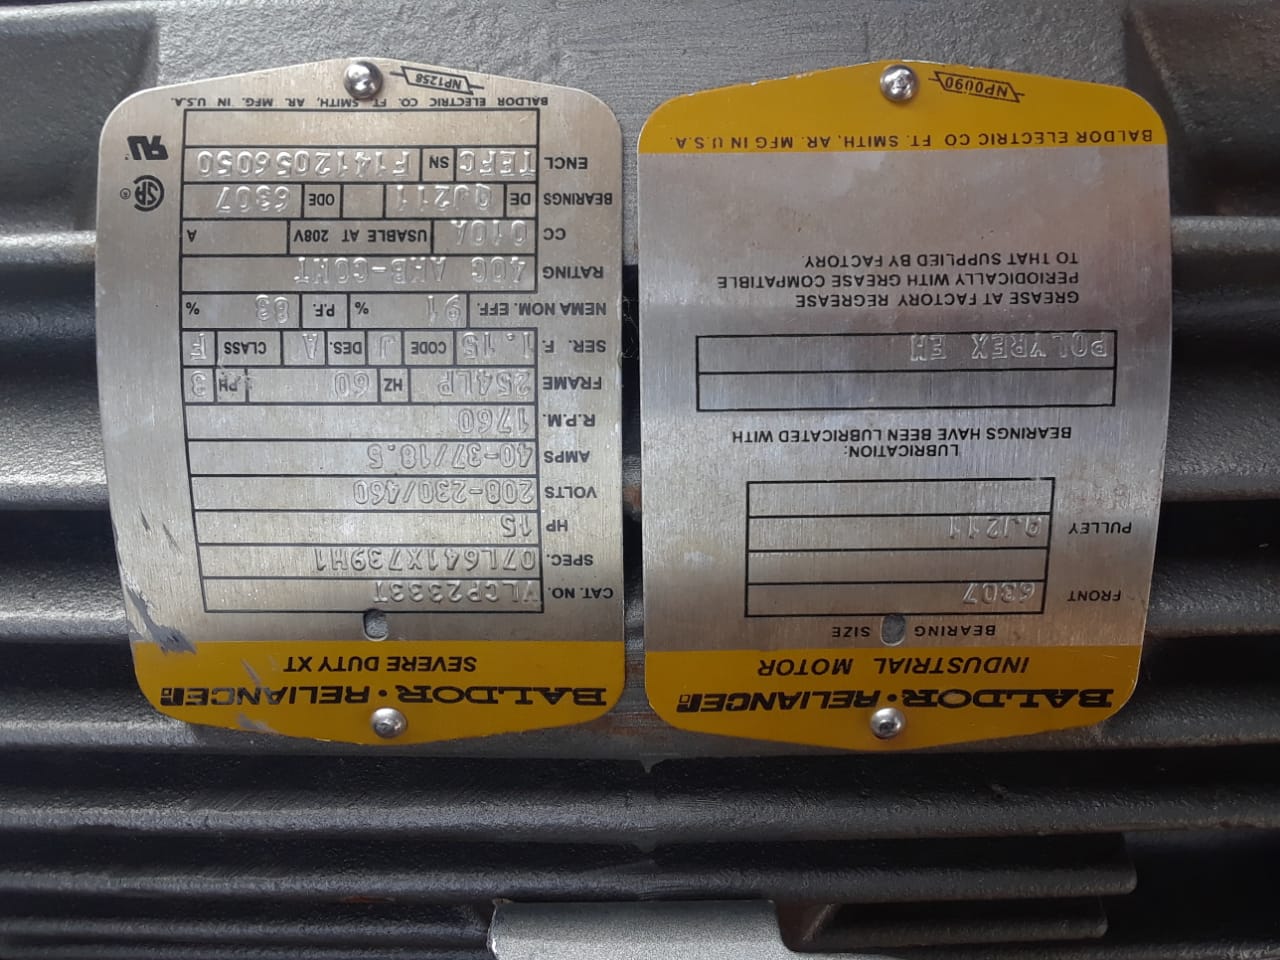 BALDOR · RELIANCER
INDUSTRIAL MOTOR
BEARING SIZE
FRONT 6307
PULLEY QJ211
LUBRICATION:
BEARINGS HAVE BEEN LUBRICATED WITH
POLYREX EM
GREASE AT FACTORY REGREASE
PERIODICALLY WITH GREASE COMPATIBLE
TO THAT SUPPLIED BY FACTORY.
BALDOR ELECTRIC CO FT. SMITH, AR. MFG IN U.S.A.
NP0090
BALDOR · RELIANCER
SEVERE DUTY XT
CAT. NO. VLCP2333T
SPEC. 07L641X739H1
HP 15
VOLTS 208-230/460
AMPS 40-37/18.5
R.P.M. 1760
FRAME 254LP HZ 60 PH 3
SER. F. 1.15 CODE J DES. A CLASS F
NEMA NOM. EFF. 91 % P.F. 83 %
RATING 40C AMB-CONT
CC 010A USABLE AT 208V A
BEARINGS DE QJ211 ODE 6307
ENCL TEFC SN F1412056050
BALDOR ELECTRIC CO. FT. SMITH, AR. MFG. IN U.S.A.
NP1258